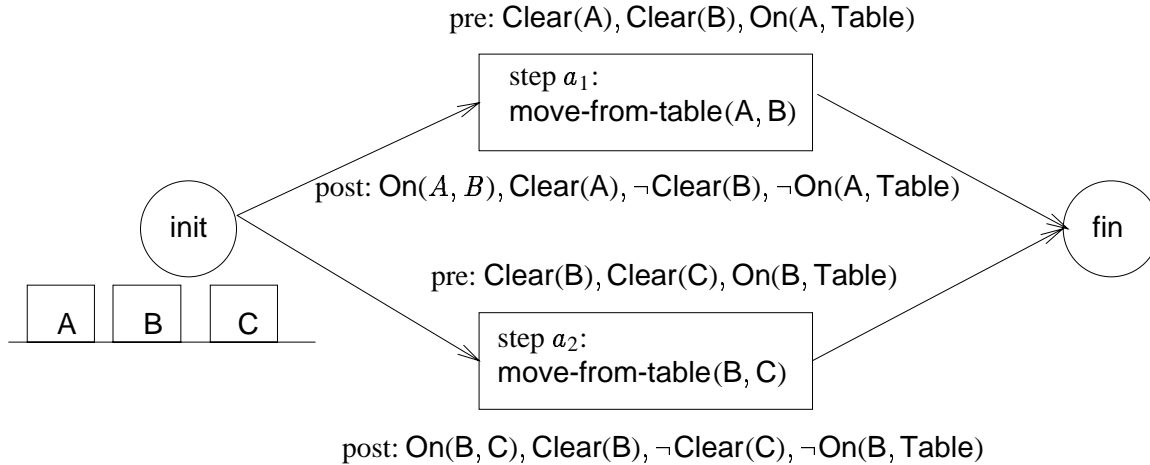 pre: Clear(A), Clear(B), On(A, Table)
step a₁:
move-from-table(A, B)
post: On(A, B), Clear(A), ¬Clear(B), ¬On(A, Table)
init
fin
pre: Clear(B), Clear(C), On(B, Table)
A B C
step a₂:
move-from-table(B, C)
post: On(B, C), Clear(B), ¬Clear(C), ¬On(B, Table)